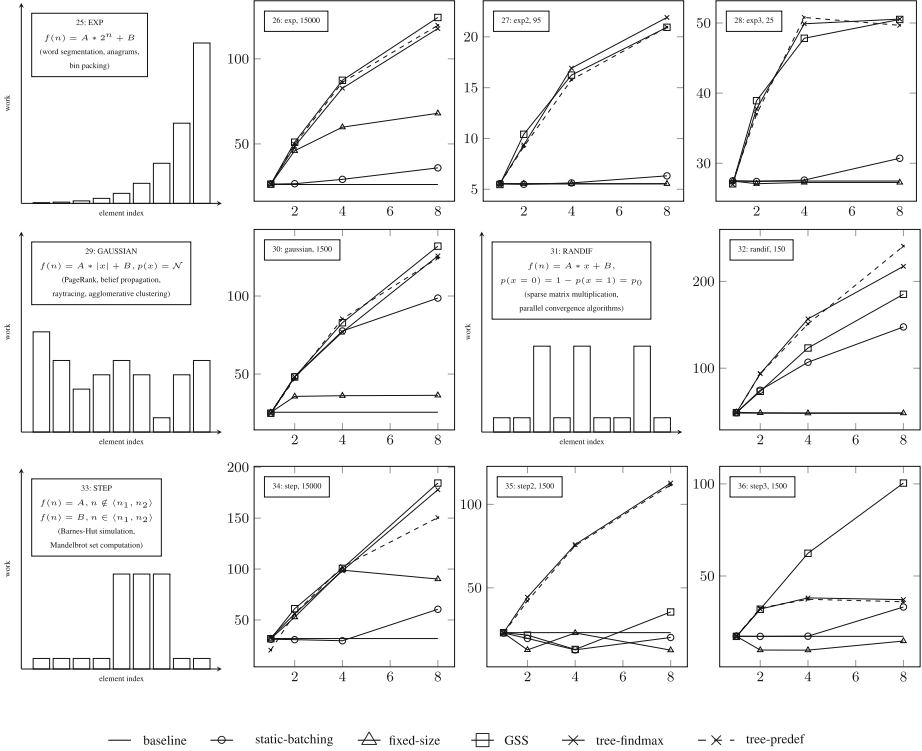 25: EXP
f(n) = A ∗ 2ⁿ + B
(word segmentation, anagrams,
bin packing)
work
element index
26: exp, 15000
100
50
2 4 6 8
27: exp2, 95
20
15
10
5
2 4 6 8
28: exp3, 25
50
40
30
2 4 6 8
29: GAUSSIAN
f(n) = A ∗ |x| + B, p(x) = 𝒩
(PageRank, belief propagation,
raytracing, agglomerative clustering)
work
element index
30: gaussian, 1500
100
50
2 4 6 8
31: RANDIF
f(n) = A ∗ x + B,
p(x = 0) = 1 − p(x = 1) = p₀
(sparse matrix multiplication,
parallel convergence algorithms)
work
element index
32: randif, 150
200
100
2 4 6 8
33: STEP
f(n) = A, n ∉ ⟨n₁, n₂⟩
f(n) = B, n ∈ ⟨n₁, n₂⟩
(Barnes-Hut simulation,
Mandelbrot set computation)
work
element index
34: step, 15000
200
150
100
50
2 4 6 8
35: step2, 1500
100
50
2 4 6 8
36: step3, 1500
100
50
2 4 6 8
baseline static-batching fixed-size GSS tree-findmax tree-predef